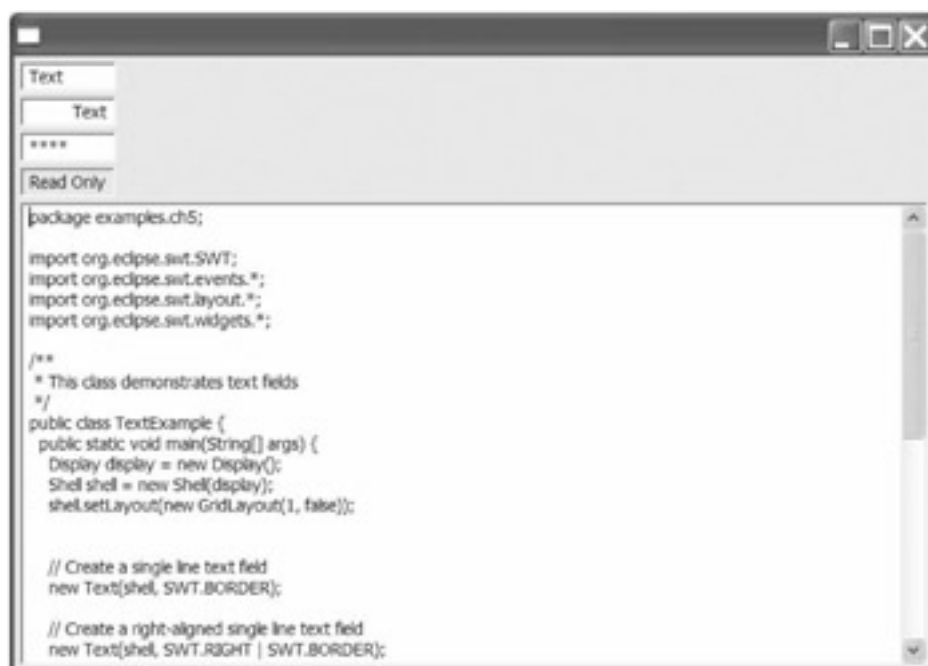 Text
Text
****
Read Only
package examples.ch5;
import org.eclipse.swt.SWT;
import org.eclipse.swt.events.*;
import org.eclipse.swt.layout.*;
import org.eclipse.swt.widgets.*;
/**
* This class demonstrates text fields
*/
public class TextExample {
public static void main(String[] args) {
Display display = new Display();
Shell shell = new Shell(display);
shell.setLayout(new GridLayout(1, false));
// Create a single line text field
new Text(shell, SWT.BORDER);
// Create a right-aligned single line text field
new Text(shell, SWT.RIGHT | SWT.BORDER);